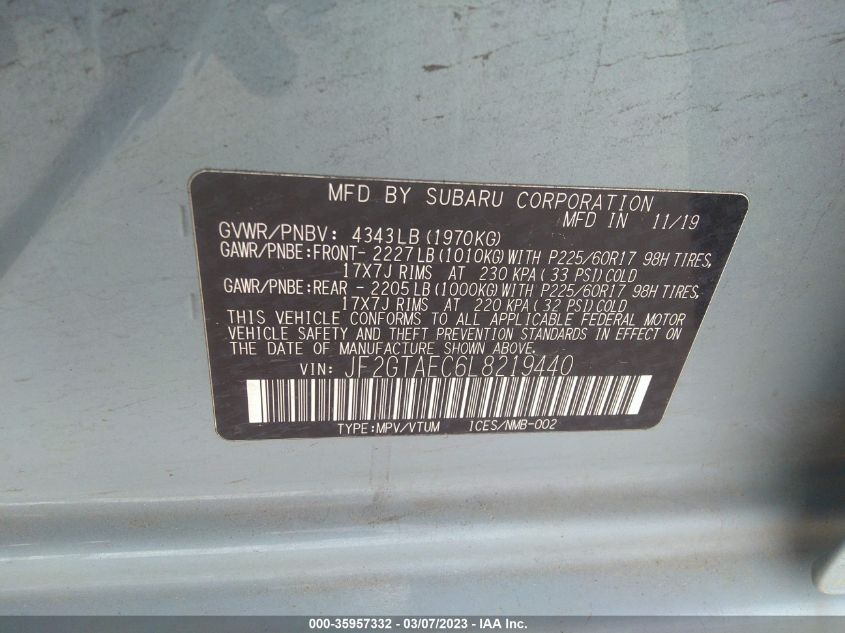 MFD BY SUBARU CORPORATION
MFD IN 11/19
GVWR/PNBV: 4343LB (1970KG)
GAWR/PNBE:FRONT- 2227LB (1010KG) WITH P225/60R17 98H TIRES,
17X7J RIMS AT 230 KPA ( 33 PSI) COLD
GAWR/PNBE:REAR - 2205LB (1000KG) WITH P225/60R17 98H TIRES,
17X7J RIMS AT 220 KPA ( 32 PSI) COLD
THIS VEHICLE CONFORMS TO ALL APPLICABLE FEDERAL MOTOR
VEHICLE SAFETY AND THEFT PREVENTION STANDARDS IN EFFECT ON
THE DATE OF MANUFACTURE SHOWN ABOVE.
VIN: JF2GTAEC6L8219440
TYPE:MPV/VTUM ICES/NMB-002
000-35957332 - 03/07/2023 - IAA Inc.